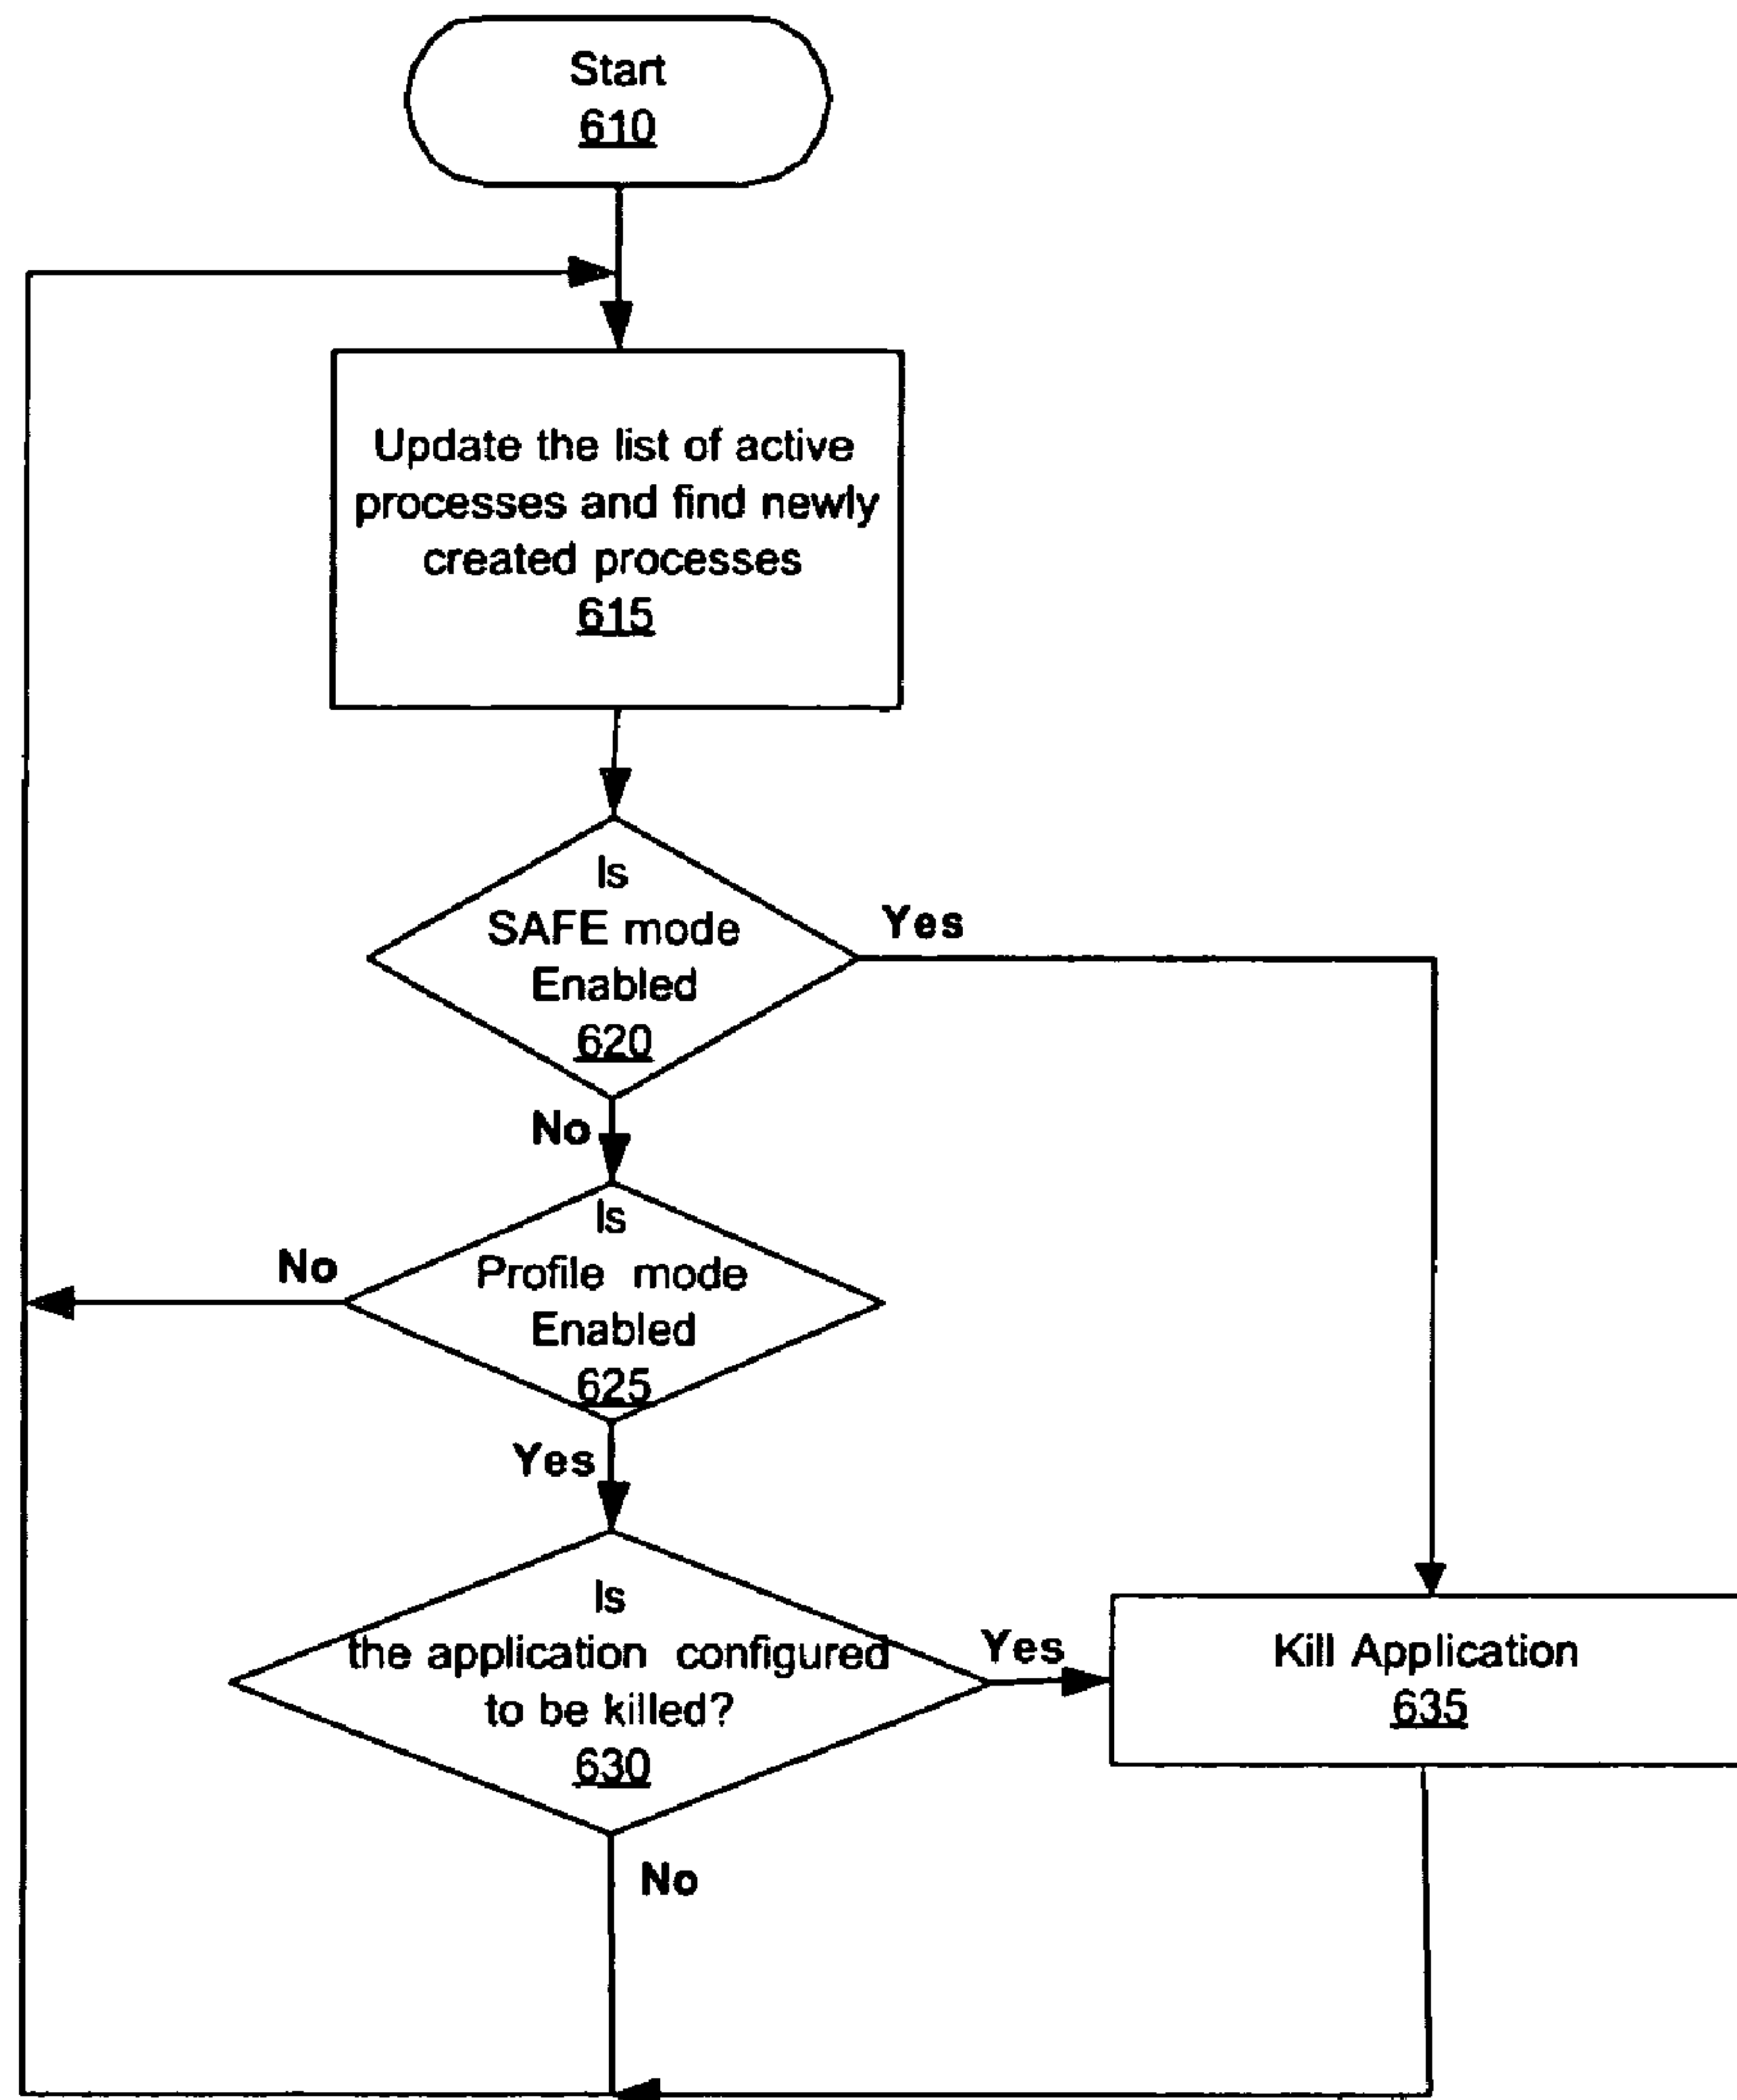 Start
610
Update the list of active
processes and find newly
created processes
615
Is
SAFE mode
Enabled
620
Yes
No
Is
Profile mode
Enabled
625
No
Yes
Is
the application configured
to be killed?
630
Yes
Kill Application
635
No